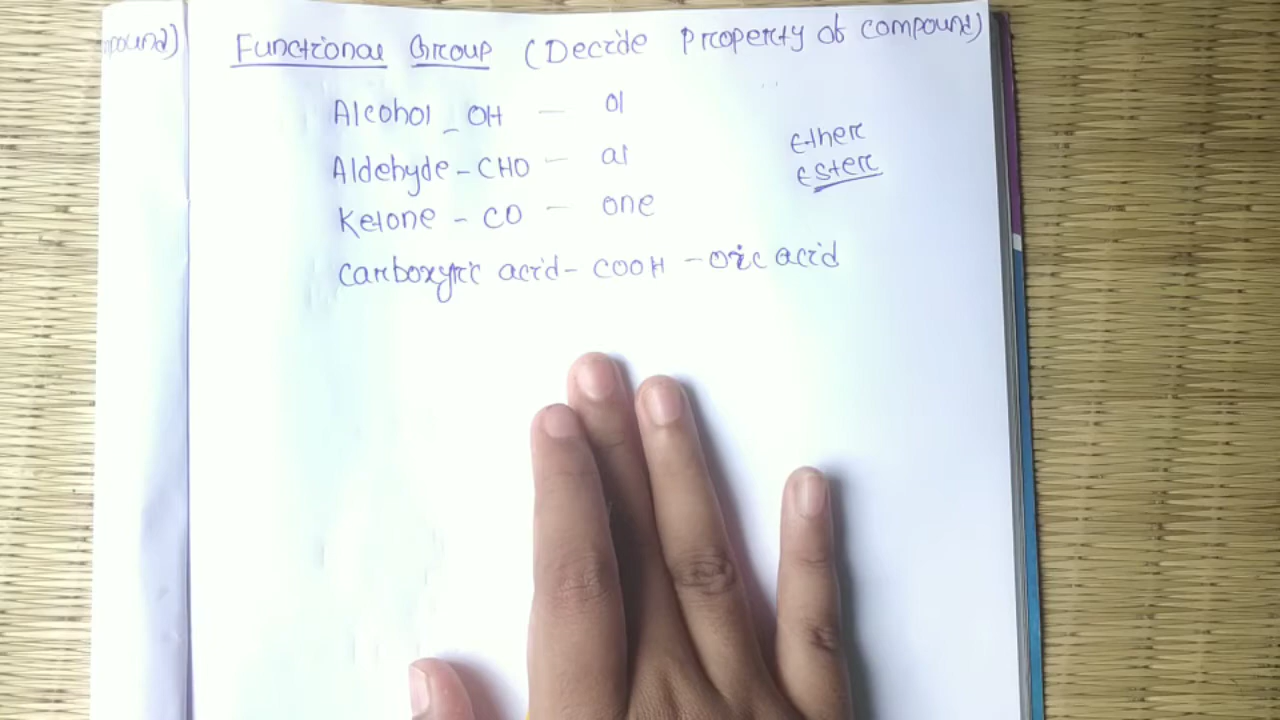 pound)
Functional Group (Decide Property of compound)
Alcohol - OH — ol
Aldehyde - CHO — al
Ketone - CO — one
Carboxylic acid - COOH - oic acid
Ether
Ester